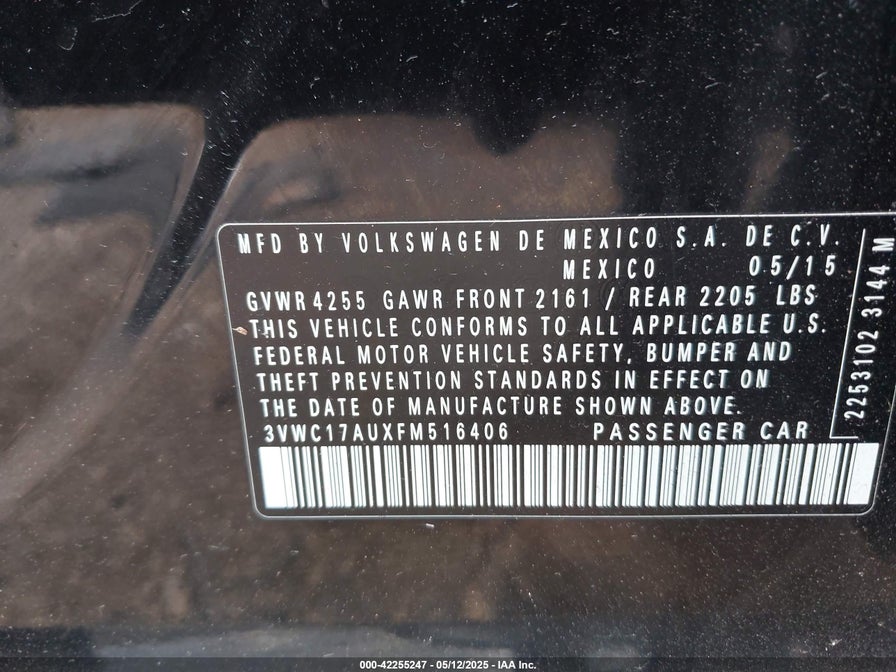 MFD BY VOLKSWAGEN DE MEXICO S.A. DE C.V.
MEXICO 05/15
GVWR 4255 GAWR FRONT 2161 / REAR 2205 LBS
THIS VEHICLE CONFORMS TO ALL APPLICABLE U.S.
FEDERAL MOTOR VEHICLE SAFETY, BUMPER AND
THEFT PREVENTION STANDARDS IN EFFECT ON
THE DATE OF MANUFACTURE SHOWN ABOVE.
3VWC17AUXFM516406 PASSENGER CAR
2253102 3144 M
000-42255247 - 05/12/2025 - IAA Inc.